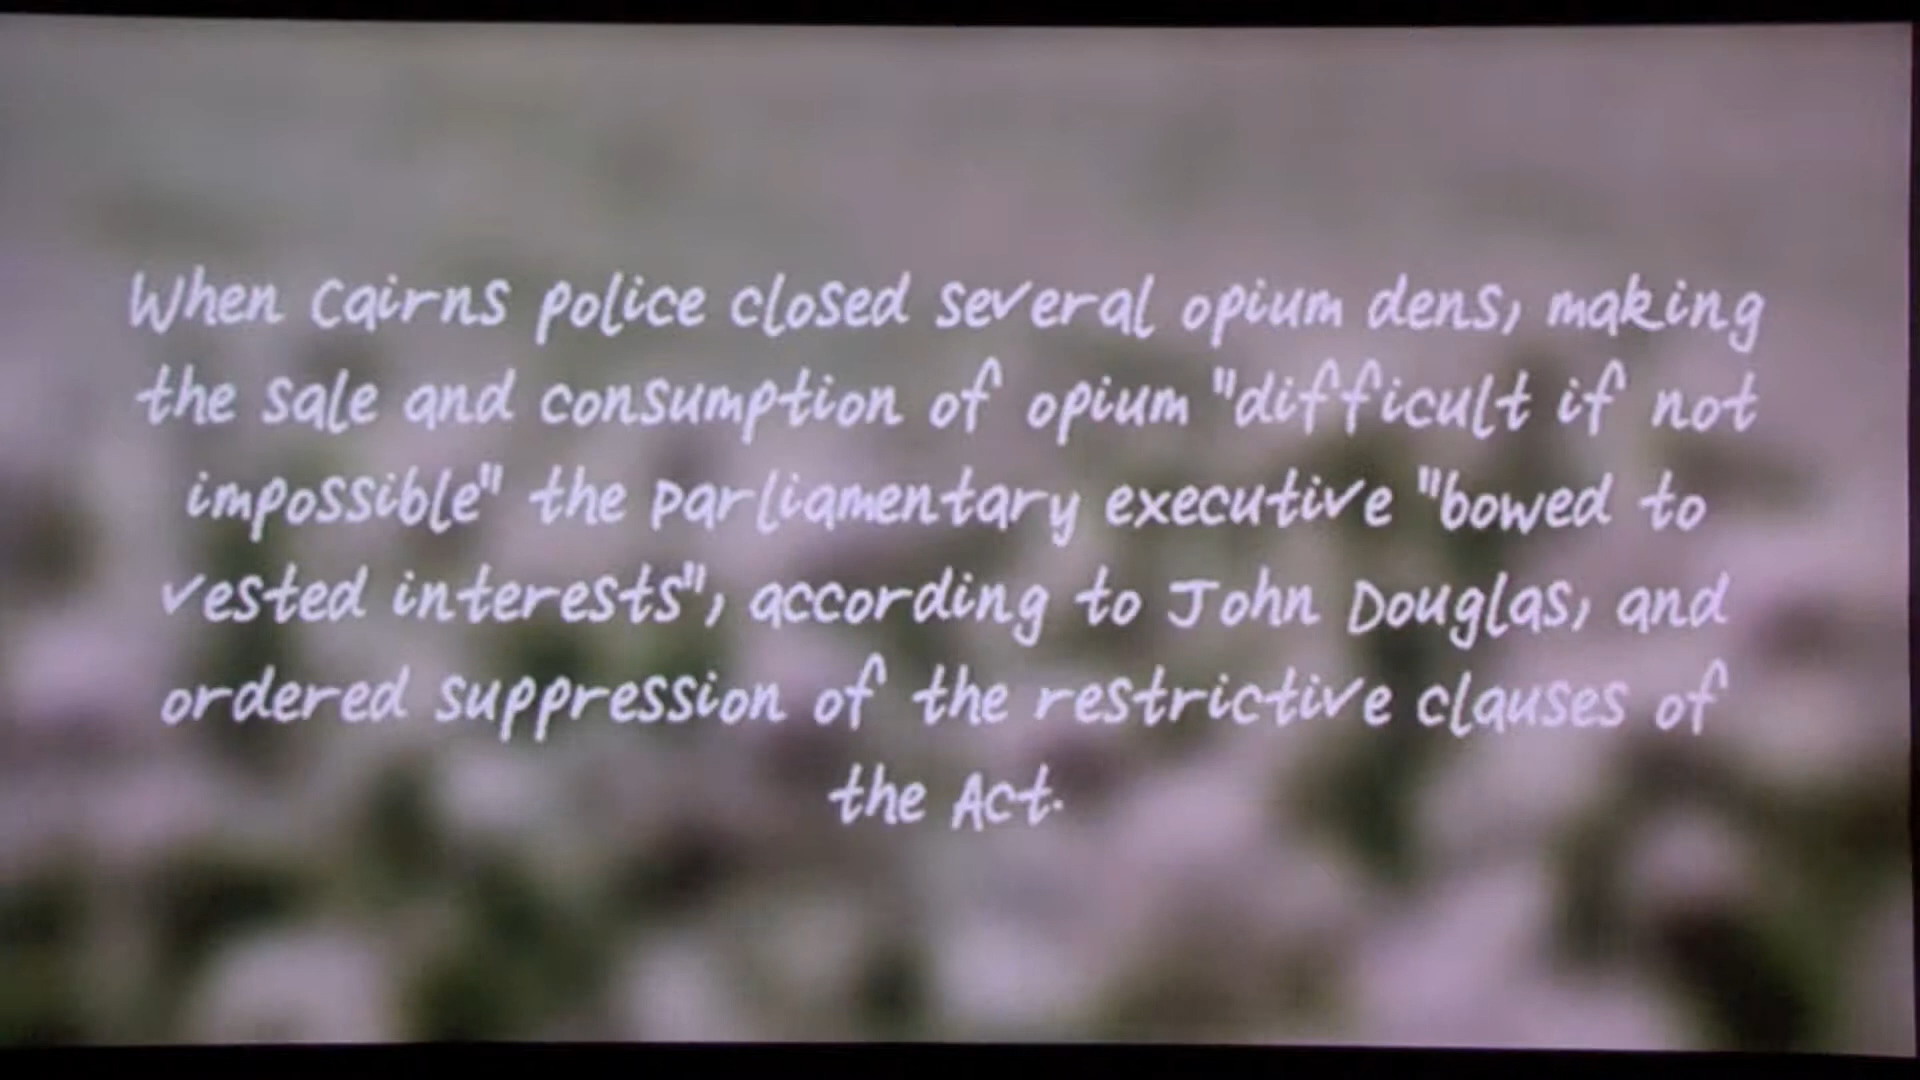 When Cairns police closed several opium dens, making
the sale and consumption of opium "difficult if not
impossible" the parliamentary executive "bowed to
vested interests", according to John Douglas, and
ordered suppression of the restrictive clauses of
the Act.